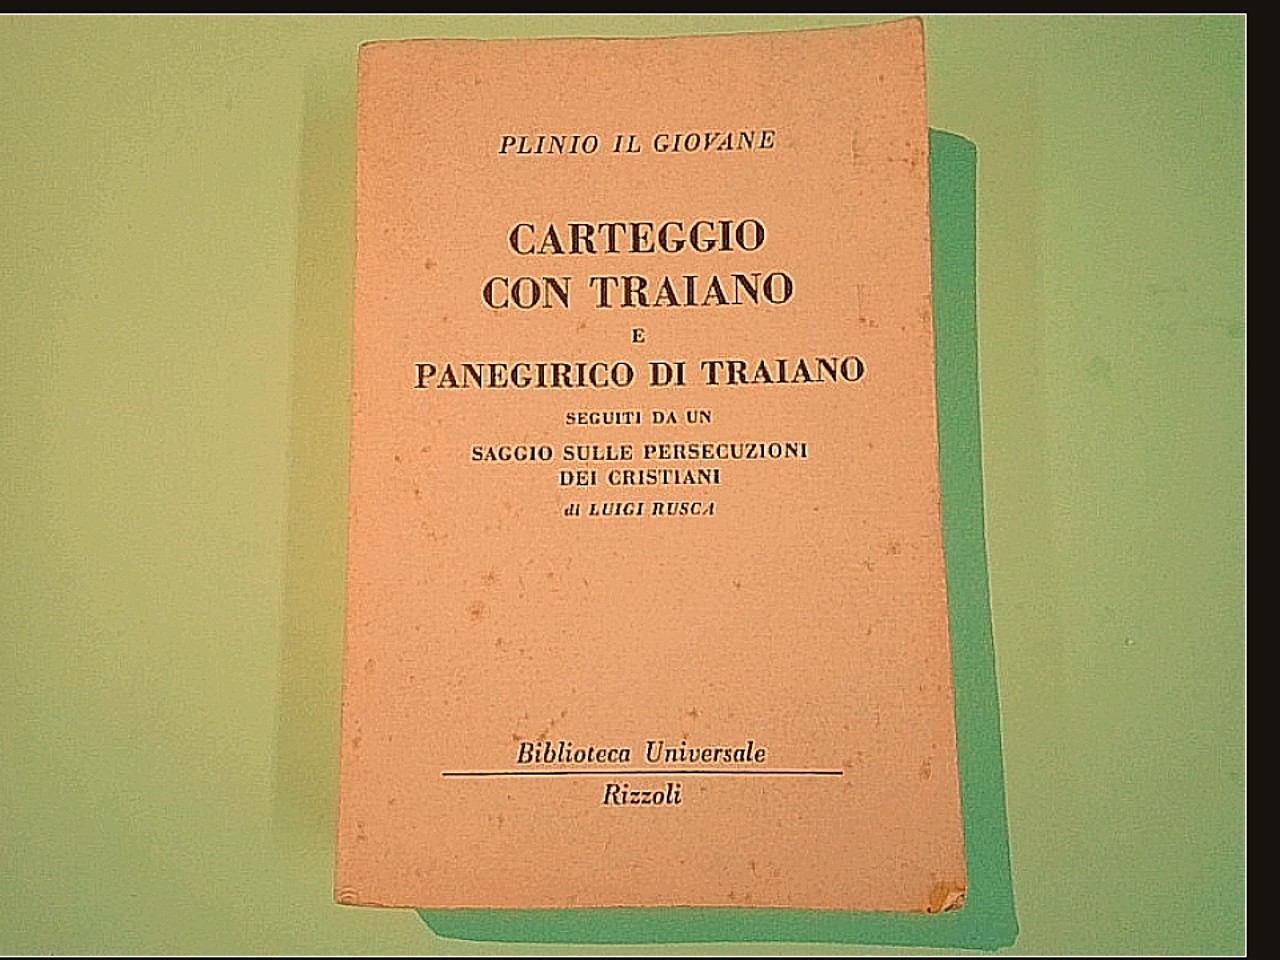 PLINIO IL GIOVANE
CARTEGGIO
CON TRAIANO
E
PANEGIRICO DI TRAIANO
SEGUITI DA UN
SAGGIO SULLE PERSECUZIONI
DEI CRISTIANI
di LUIGI RUSCA
Biblioteca Universale
Rizzoli